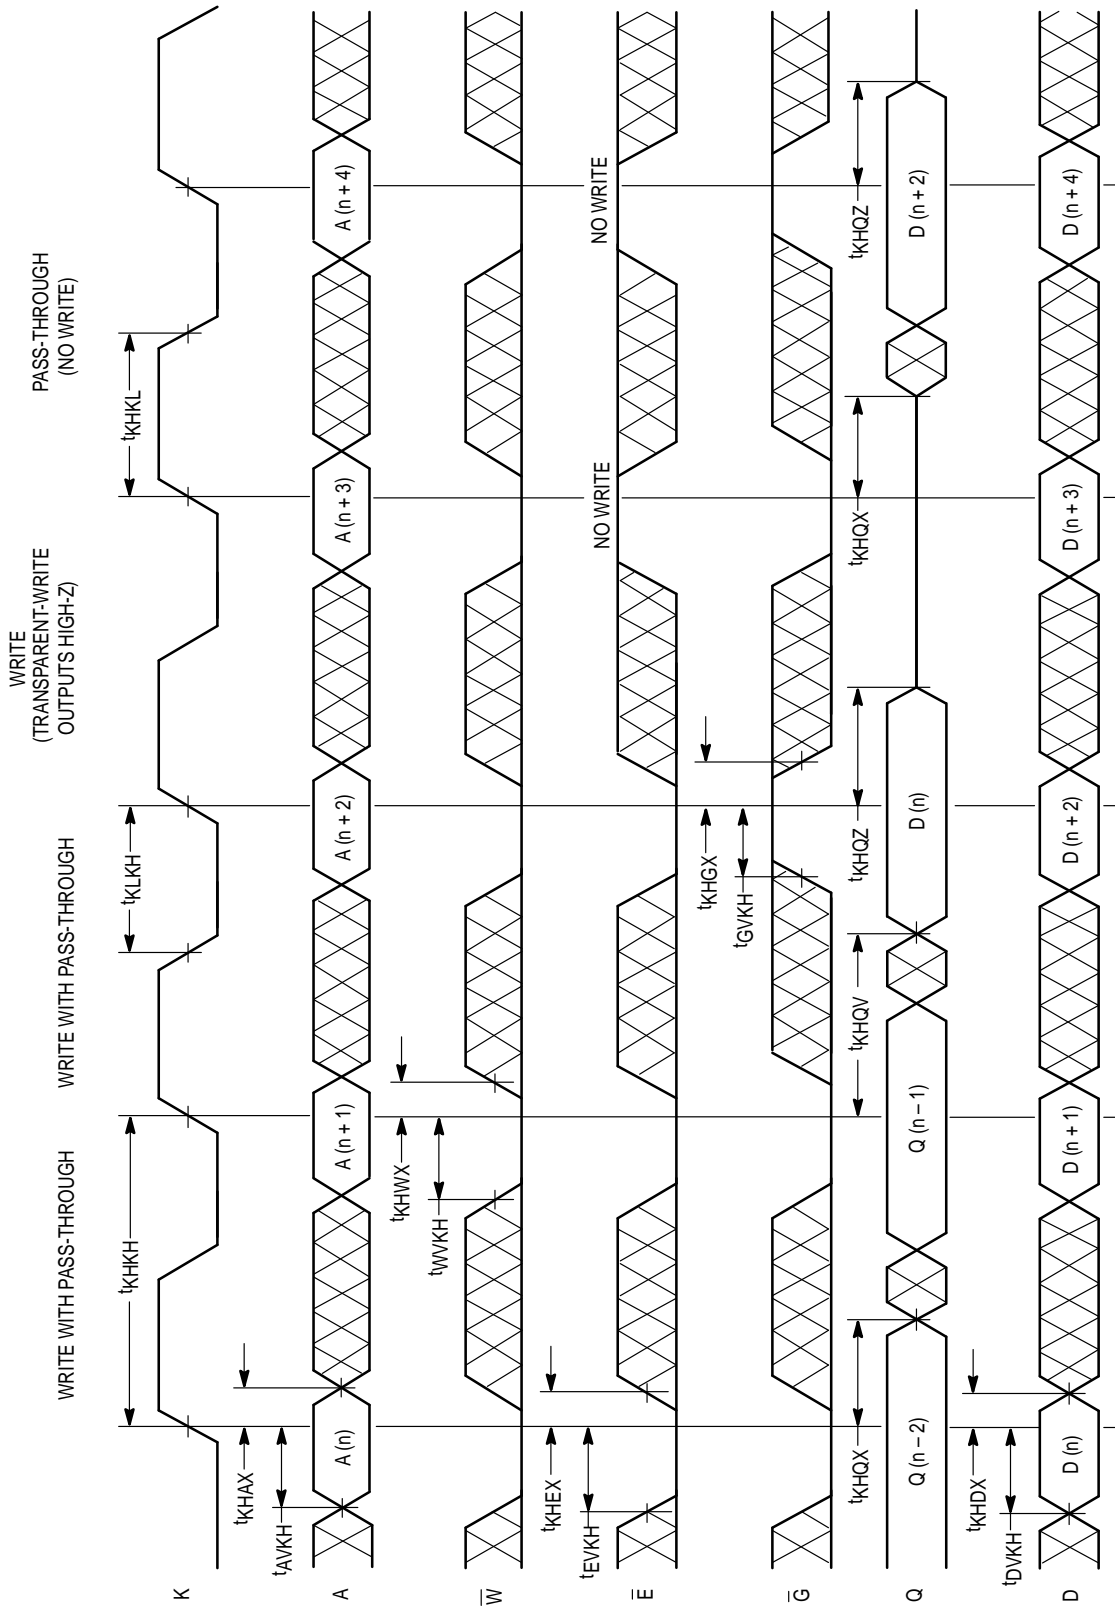 WRITE WITH PASS-THROUGH
WRITE WITH PASS-THROUGH
WRITE
(TRANSPARENT-WRITE
OUTPUTS HIGH-Z)
PASS-THROUGH
(NO WRITE)
K
tKHKH
tKLKH
tKHKL
A
tKHAX
tAVKH
A (n)
A (n + 1)
A (n + 2)
A (n + 3)
A (n + 4)
W
tKHWX
tWVKH
E
tKHEX
tEVKH
NO WRITE
NO WRITE
G
tKHGX
tGVKH
Q
tKHQX
tKHQV
tKHQZ
tKHQX
tKHQZ
Q (n – 2)
Q (n – 1)
D (n)
D (n + 2)
D
tKHDX
tDVKH
D (n)
D (n + 1)
D (n + 2)
D (n + 3)
D (n + 4)